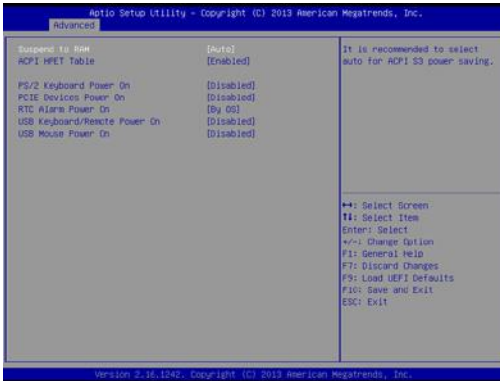 Aptio Setup Utility - Copyright (C) 2013 American Megatrends, Inc.
Advanced
Suspend to RAM [Auto]
ACPI HPET Table [Enabled]
PS/2 Keyboard Power On [Disabled]
PCIE Devices Power On [Disabled]
RTC Alarm Power On [By OS]
USB Keyboard/Remote Power On [Disabled]
USB Mouse Power On [Disabled]
It is recommended to select
auto for ACPI S3 power saving.
↔: Select Screen
↑↓: Select Item
Enter: Select
+/-: Change Option
F1: General Help
F7: Discard Changes
F9: Load UEFI Defaults
F10: Save and Exit
ESC: Exit
Version 2.16.1242. Copyright (C) 2013 American Megatrends, Inc.